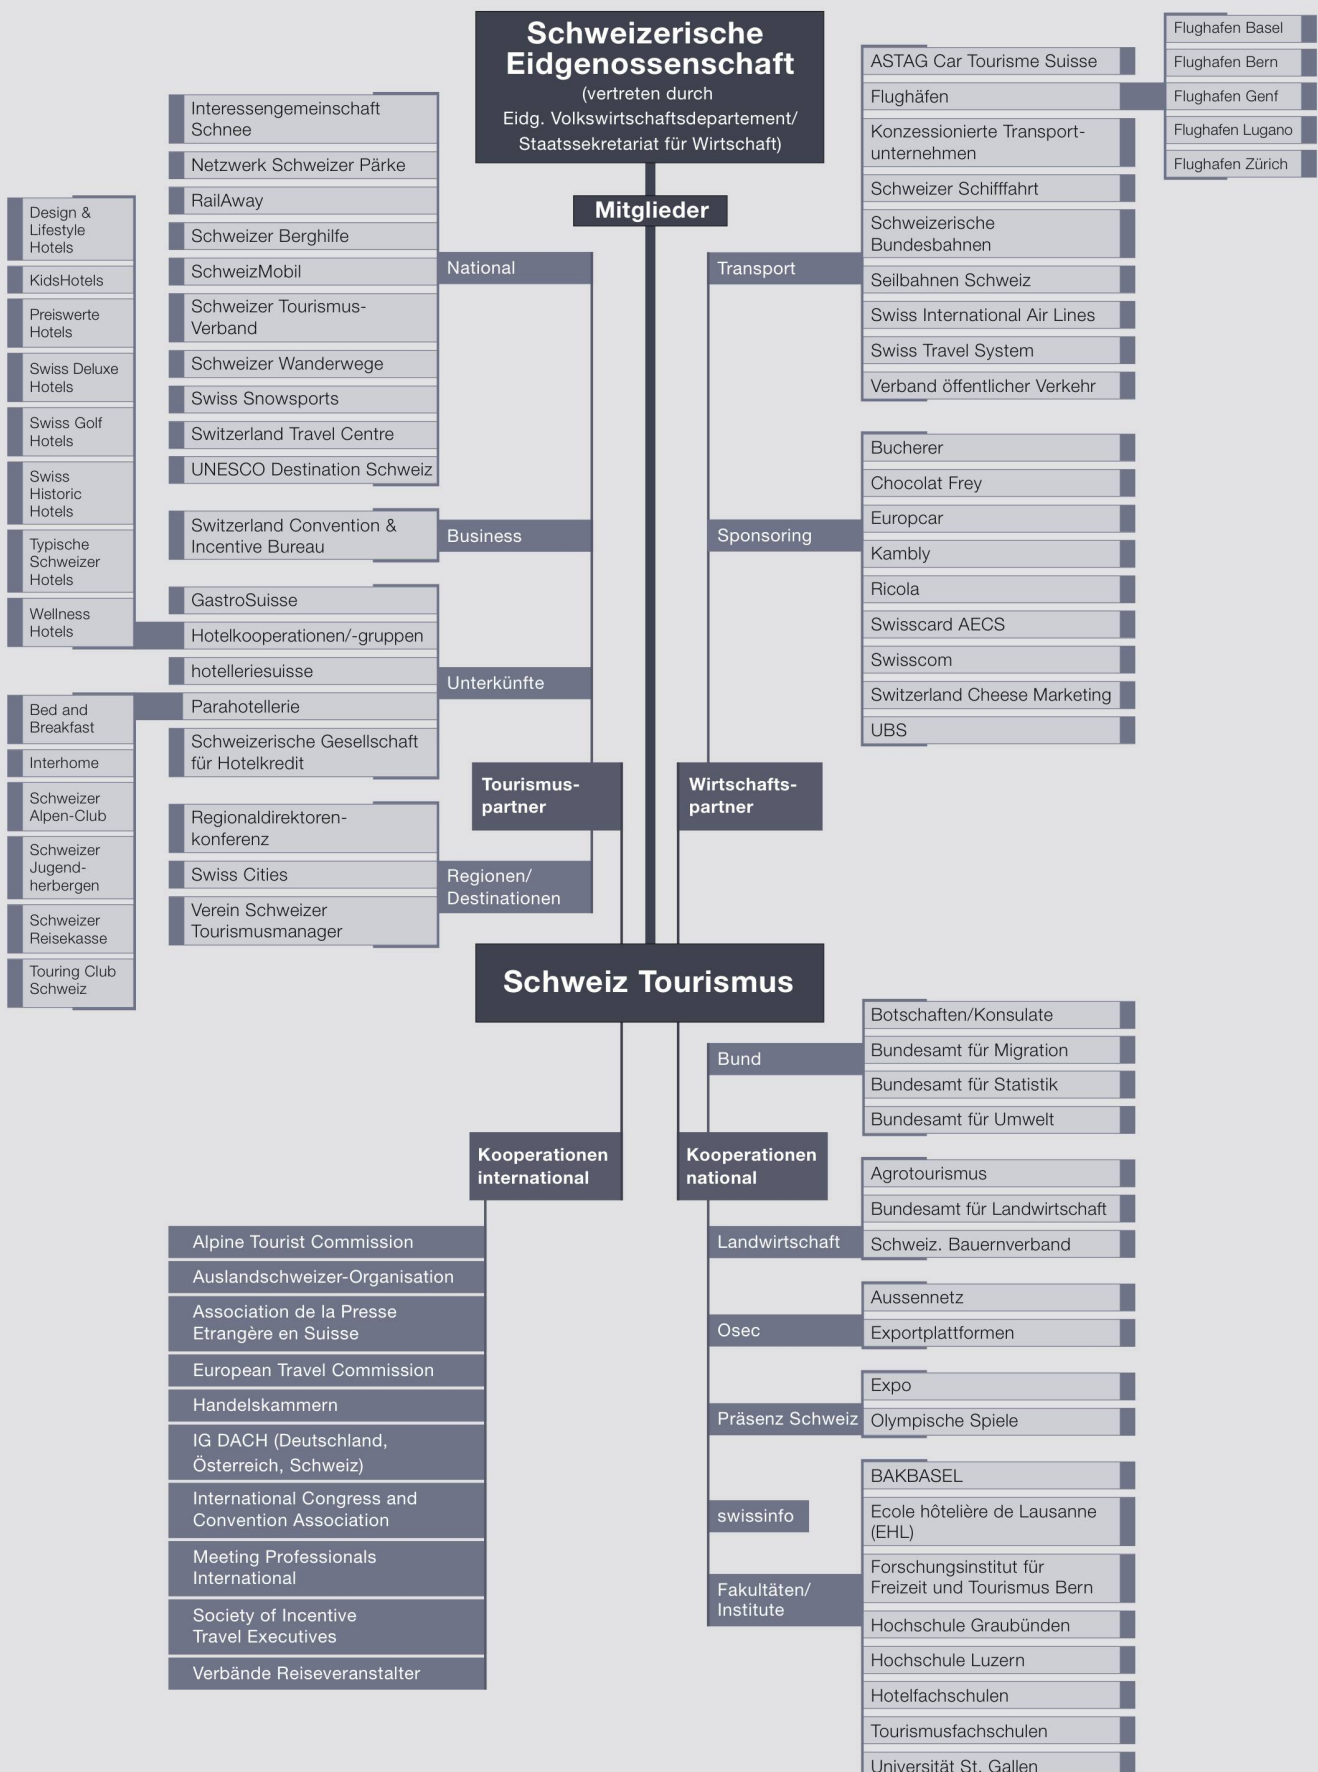 Schweizerische
Eidgenossenschaft
(vertreten durch
Eidg. Volkswirtschaftsdepartement/
Staatssekretariat für Wirtschaft)
Mitglieder
National
Interessengemeinschaft
Schnee
Netzwerk Schweizer Pärke
RailAway
Schweizer Berghilfe
SchweizMobil
Schweizer Tourismus-
Verband
Schweizer Wanderwege
Swiss Snowsports
Switzerland Travel Centre
UNESCO Destination Schweiz
Business
Switzerland Convention &
Incentive Bureau
Unterkünfte
GastroSuisse
Hotelkooperationen/-gruppen
hotelleriesuisse
Parahotellerie
Schweizerische Gesellschaft
für Hotelkredit
Design &
Lifestyle
Hotels
KidsHotels
Preiswerte
Hotels
Swiss Deluxe
Hotels
Swiss Golf
Hotels
Swiss
Historic
Hotels
Typische
Schweizer
Hotels
Wellness
Hotels
Bed and
Breakfast
Interhome
Schweizer
Alpen-Club
Schweizer
Jugend-
herbergen
Schweizer
Reisekasse
Touring Club
Schweiz
Tourismus-
partner
Regionen/
Destinationen
Regionaldirektoren-
konferenz
Swiss Cities
Verein Schweizer
Tourismusmanager
Transport
ASTAG Car Tourisme Suisse
Flughäfen
Konzessionierte Transport-
unternehmen
Schweizer Schifffahrt
Schweizerische
Bundesbahnen
Seilbahnen Schweiz
Swiss International Air Lines
Swiss Travel System
Verband öffentlicher Verkehr
Flughafen Basel
Flughafen Bern
Flughafen Genf
Flughafen Lugano
Flughafen Zürich
Sponsoring
Bucherer
Chocolat Frey
Europcar
Kambly
Ricola
Swisscard AECS
Swisscom
Switzerland Cheese Marketing
UBS
Wirtschafts-
partner
Schweiz Tourismus
Kooperationen
international
Alpine Tourist Commission
Auslandschweizer-Organisation
Association de la Presse
Etrangère en Suisse
European Travel Commission
Handelskammern
IG DACH (Deutschland,
Österreich, Schweiz)
International Congress and
Convention Association
Meeting Professionals
International
Society of Incentive
Travel Executives
Verbände Reiseveranstalter
Kooperationen
national
Bund
Botschaften/Konsulate
Bundesamt für Migration
Bundesamt für Statistik
Bundesamt für Umwelt
Landwirtschaft
Agrotourismus
Bundesamt für Landwirtschaft
Schweiz. Bauernverband
Osec
Aussennetz
Exportplattformen
Präsenz Schweiz
Expo
Olympische Spiele
swissinfo
Fakultäten/
Institute
BAKBASEL
Ecole hôtelière de Lausanne
(EHL)
Forschungsinstitut für
Freizeit und Tourismus Bern
Hochschule Graubünden
Hochschule Luzern
Hotelfachschulen
Tourismusfachschulen
Universität St. Gallen